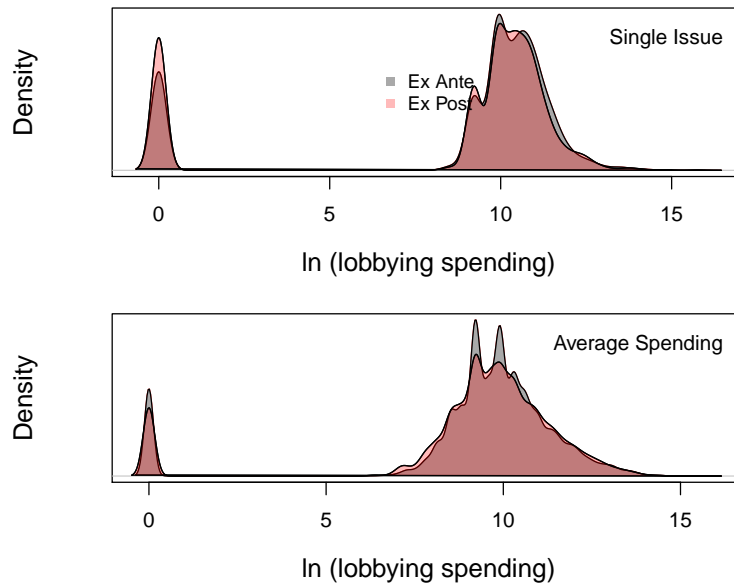 Single Issue
Density
Ex Ante
Ex Post
0 5 10 15
ln (lobbying spending)
Average Spending
Density
0 5 10 15
ln (lobbying spending)